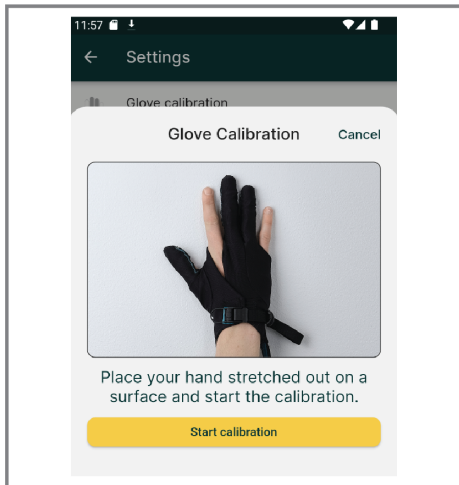 11:57
Settings
Glove calibration
Glove Calibration
Cancel
Place your hand stretched out on a
surface and start the calibration.
Start calibration